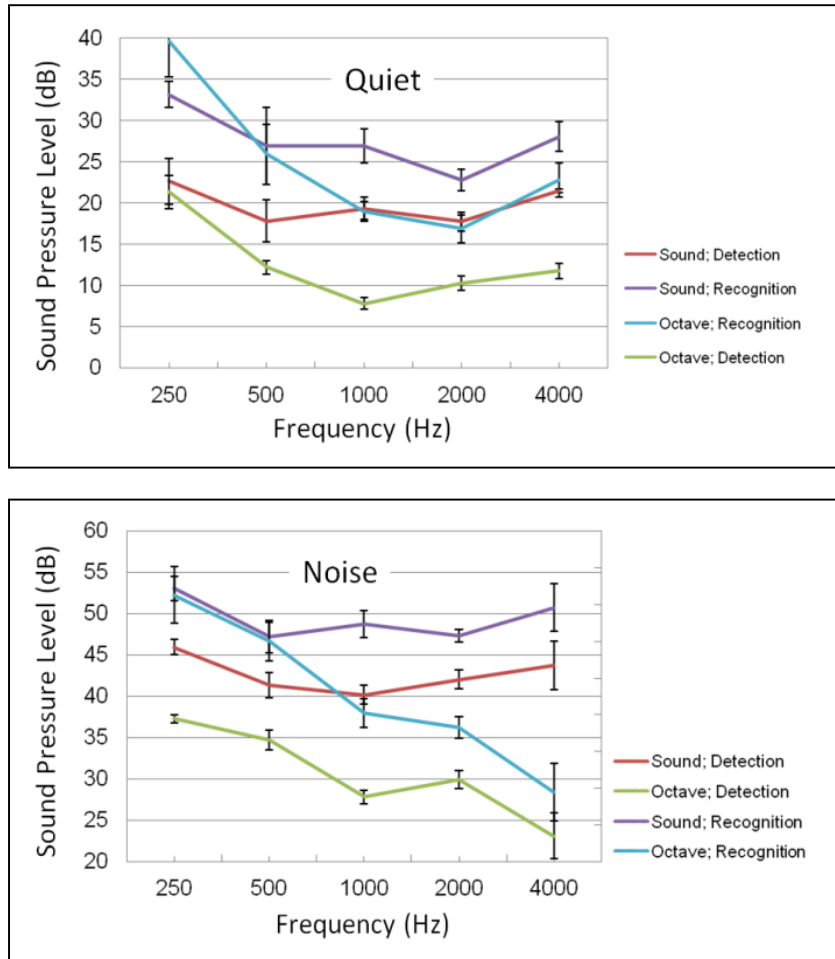 Quiet
Sound Pressure Level (dB)
40
35
30
25
20
15
10
5
0
250 500 1000 2000 4000
Frequency (Hz)
Sound; Detection
Sound; Recognition
Octave; Recognition
Octave; Detection
Noise
Sound Pressure Level (dB)
60
55
50
45
40
35
30
25
20
250 500 1000 2000 4000
Frequency (Hz)
Sound; Detection
Octave; Detection
Sound; Recognition
Octave; Recognition